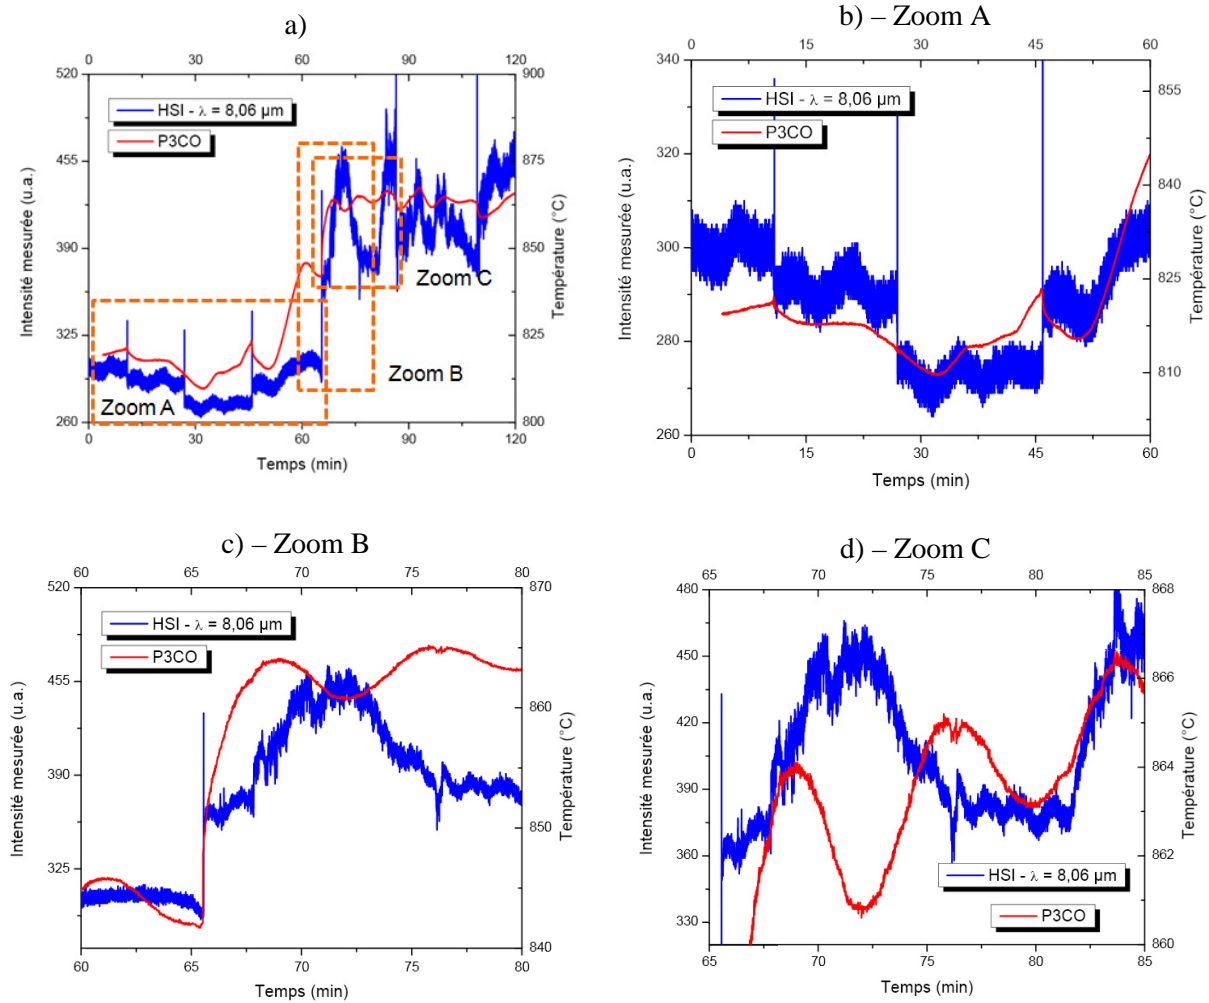 a)
0 30 60 90 120
520 900
HSI - λ = 8,06 µm
P3CO
455 875
390 850
Zoom C
325 825
Zoom B
Zoom A
260 800
0 30 60 90 120
Temps (min)
Intensité mesurée (u.a.)
Température (°C)
b) – Zoom A
0 15 30 45 60
340
855
HSI - λ = 8,06 µm
P3CO
320
840
300
825
280
810
260
0 15 30 45 60
Temps (min)
Intensité mesurée (u.a.)
Température (°C)
c) – Zoom B
60 65 70 75 80
520 870
HSI - λ = 8,06 µm
P3CO
455
860
390
850
325
840
60 65 70 75 80
Temps (min)
Intensité mesurée (u.a.)
Température (°C)
d) – Zoom C
65 70 75 80 85
480 868
450
866
420
864
390
360
862
HSI - λ = 8,06 µm
P3CO
330
860
65 70 75 80 85
Temps (min)
Intensité mesurée (u.a.)
Température (°C)